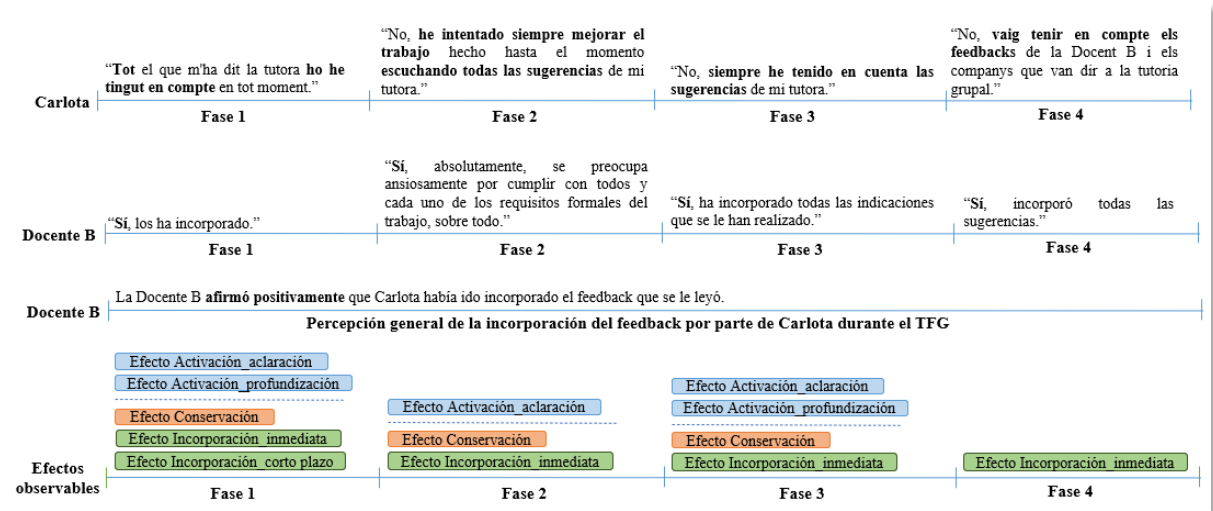 “Tot el que m'ha dit la tutora ho he
tingut en compte en tot moment.”
“No, he intentado siempre mejorar el
trabajo hecho hasta el momento
escuchando todas las sugerencias de mi
tutora.”
“No, siempre he tenido en cuenta las
sugerencias de mi tutora.”
“No, vaig tenir en compte els
feedbacks de la Docent B i els
companys que van dir a la tutoria
grupal.”
Carlota
Fase 1
Fase 2
Fase 3
Fase 4
“Sí, los ha incorporado.”
“Sí, absolutamente, se preocupa
ansiosamente por cumplir con todos y
cada uno de los requisitos formales del
trabajo, sobre todo.”
“Sí, ha incorporado todas las indicaciones
que se le han realizado.”
“Sí, incorporó todas las
sugerencias.”
Docente B
Fase 1
Fase 2
Fase 3
Fase 4
La Docente B afirmó positivamente que Carlota había ido incorporado el feedback que se le leyó.
Docente B
Percepción general de la incorporación del feedback por parte de Carlota durante el TFG
Efecto Activación_aclaración
Efecto Activación_profundización
Efecto Conservación
Efecto Incorporación_inmediata
Efecto Incorporación_corto plazo
Efecto Activación_aclaración
Efecto Conservación
Efecto Incorporación_inmediata
Efecto Activación_aclaración
Efecto Activación_profundización
Efecto Conservación
Efecto Incorporación_inmediata
Efecto Incorporación_inmediata
Efectos
observables
Fase 1
Fase 2
Fase 3
Fase 4